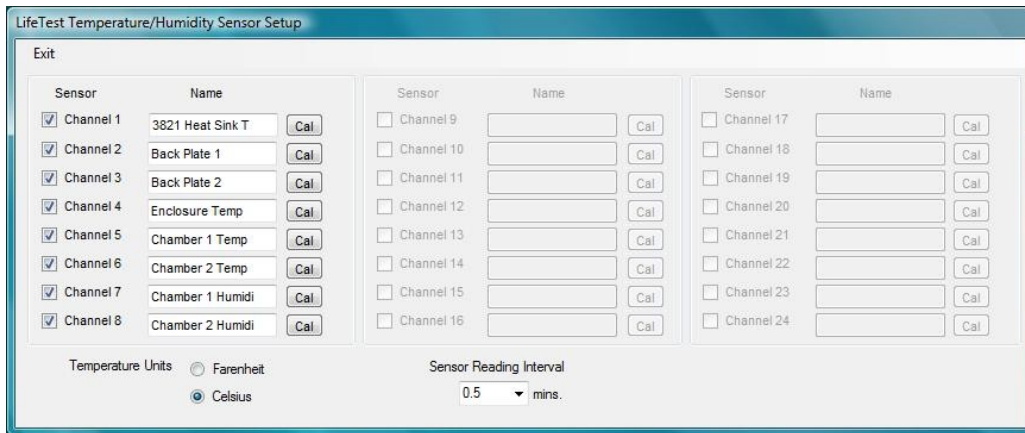 LifeTest Temperature/Humidity Sensor Setup
Exit
Sensor Name
Channel 1 3821 Heat Sink T Cal
Channel 2 Back Plate 1 Cal
Channel 3 Back Plate 2 Cal
Channel 4 Enclosure Temp Cal
Channel 5 Chamber 1 Temp Cal
Channel 6 Chamber 2 Temp Cal
Channel 7 Chamber 1 Humidi Cal
Channel 8 Chamber 2 Humidi Cal
Sensor Name
Channel 9 Cal
Channel 10 Cal
Channel 11 Cal
Channel 12 Cal
Channel 13 Cal
Channel 14 Cal
Channel 15 Cal
Channel 16 Cal
Sensor Name
Channel 17 Cal
Channel 18 Cal
Channel 19 Cal
Channel 20 Cal
Channel 21 Cal
Channel 22 Cal
Channel 23 Cal
Channel 24 Cal
Temperature Units Farenheit
Celsius
Sensor Reading Interval
0.5 mins.